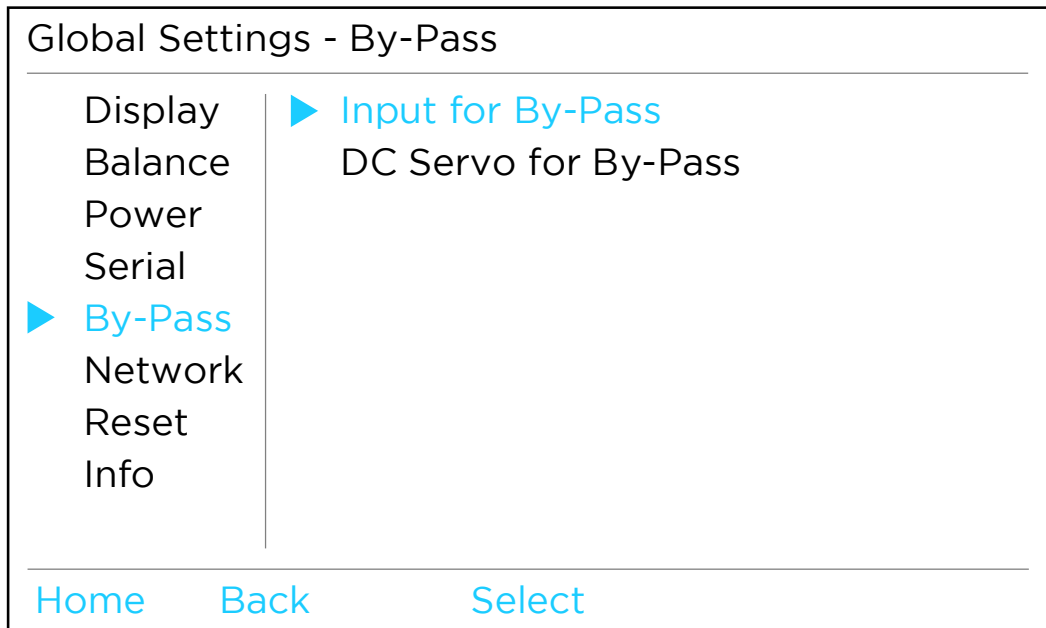 Global Settings - By-Pass
Display
Balance
Power
Serial
By-Pass
Network
Reset
Info
Input for By-Pass
DC Servo for By-Pass
Home Back Select